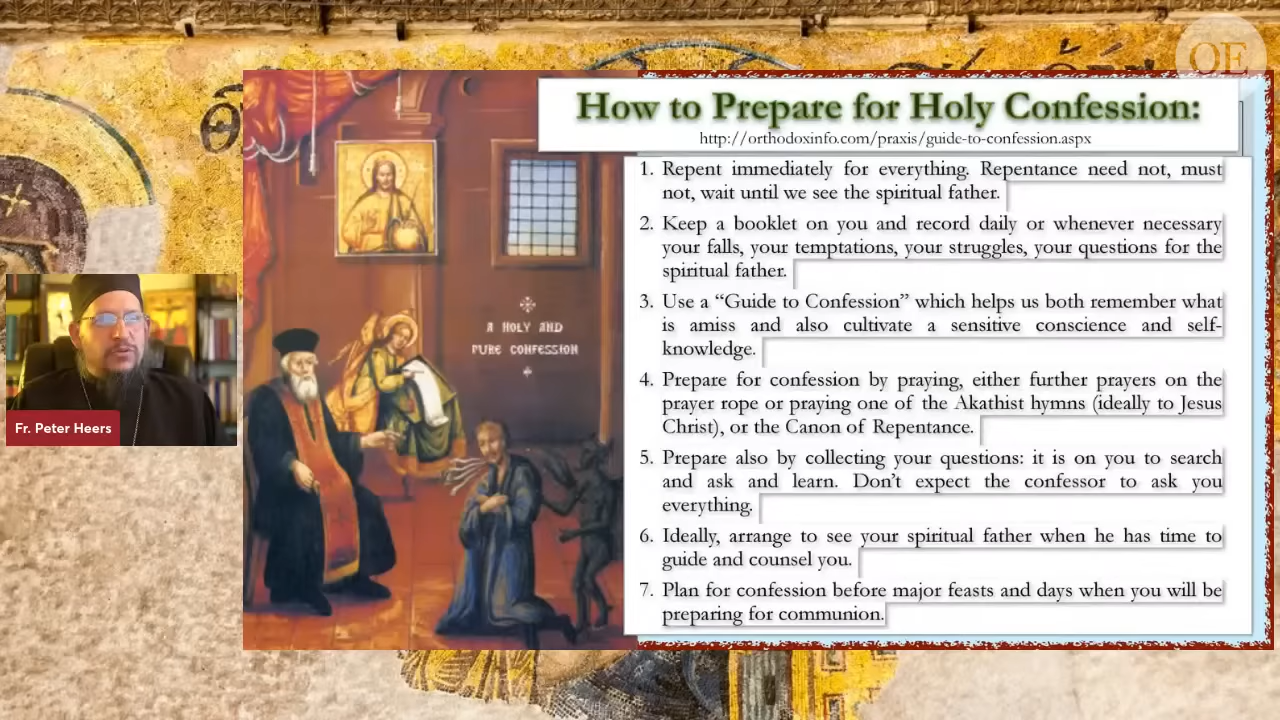 OE
How to Prepare for Holy Confession:
http://orthodoxinfo.com/praxis/guide-to-confession.aspx
1. Repent immediately for everything. Repentance need not, must
not, wait until we see the spiritual father.
2. Keep a booklet on you and record daily or whenever necessary
your falls, your temptations, your struggles, your questions for the
spiritual father.
3. Use a “Guide to Confession” which helps us both remember what
is amiss and also cultivate a sensitive conscience and self-
knowledge.
4. Prepare for confession by praying, either further prayers on the
prayer rope or praying one of the Akathist hymns (ideally to Jesus
Christ), or the Canon of Repentance.
5. Prepare also by collecting your questions: it is on you to search
and ask and learn. Don’t expect the confessor to ask you
everything.
6. Ideally, arrange to see your spiritual father when he has time to
guide and counsel you.
7. Plan for confession before major feasts and days when you will be
preparing for communion.
A HOLY AND
PURE CONFESSION
Fr. Peter Heers